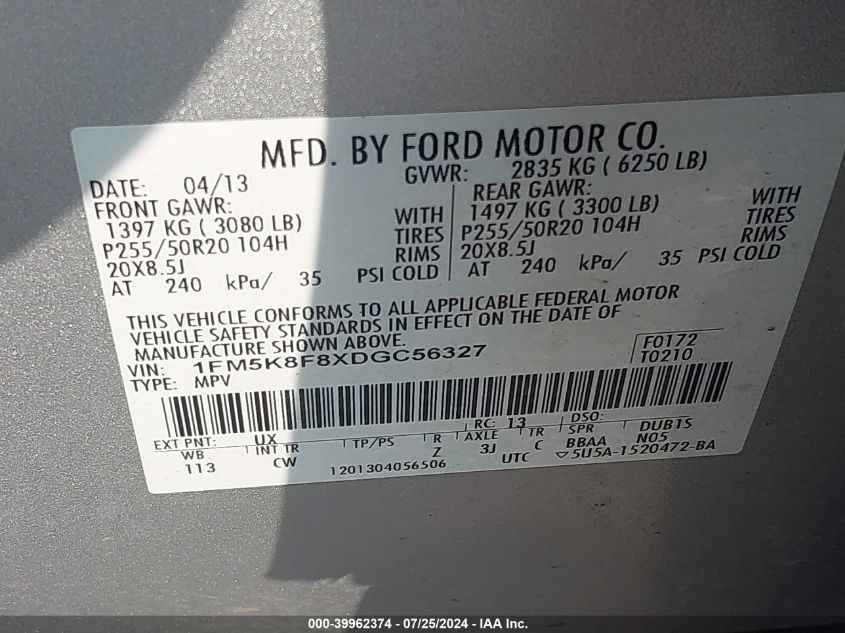 MFD. BY FORD MOTOR CO.
DATE: 04/13 GVWR: 2835 KG ( 6250 LB)
FRONT GAWR: REAR GAWR:
1397 KG ( 3080 LB) WITH 1497 KG ( 3300 LB) WITH
P255/50R20 104H TIRES P255/50R20 104H TIRES
20X8.5J RIMS 20X8.5J RIMS
AT 240 kPa/ 35 PSI COLD AT 240 kPa/ 35 PSI COLD
THIS VEHICLE CONFORMS TO ALL APPLICABLE FEDERAL MOTOR
VEHICLE SAFETY STANDARDS IN EFFECT ON THE DATE OF
MANUFACTURE SHOWN ABOVE.
VIN: 1FM5K8F8XDGC56327 F0172
TYPE: MPV T0210
EXT PNT: UX RC: 13 DSO:
WB INT TR TP/PS R AXLE TR SPR DUB1S
113 CW Z 3J C BBAA N05
1201304056506 UTC ▽5U5A-1520472-BA
000-39962374 - 07/25/2024 - IAA Inc.